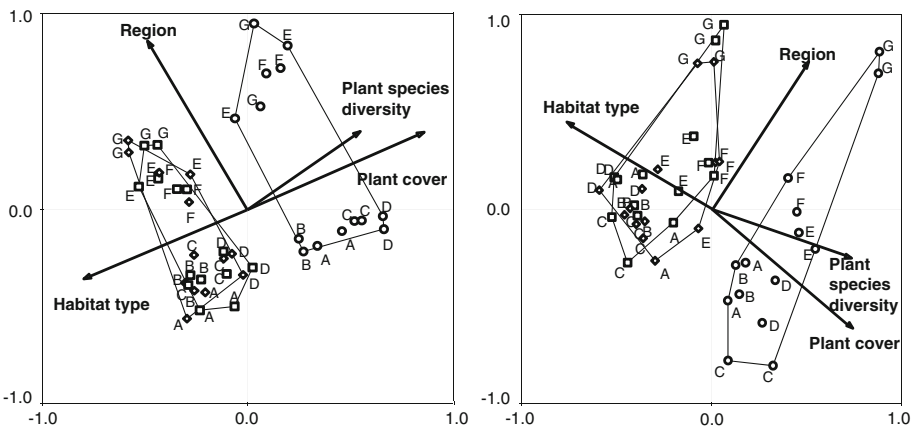 1.0
0.0
-1.0
-1.0
0.0
1.0
Region
Plant species
diversity
Plant cover
Habitat type
G
E
F
E
G
E
G
G
G
G
E
E
F
E
F
F
B
B
A
A
C
C
D
D
C
D
D
C
D
B
B
C
C
A
A
A
1.0
0.0
-1.0
-1.0
0.0
1.0
Region
Habitat type
Plant
species
diversity
Plant cover
G
G
G
G
G
G
E
F
F
F
E
E
E
D
D
A
A
D
D
B
B
B
C
C
C
A
A
F
F
E
E
A
B
B
A
D
D
C
C